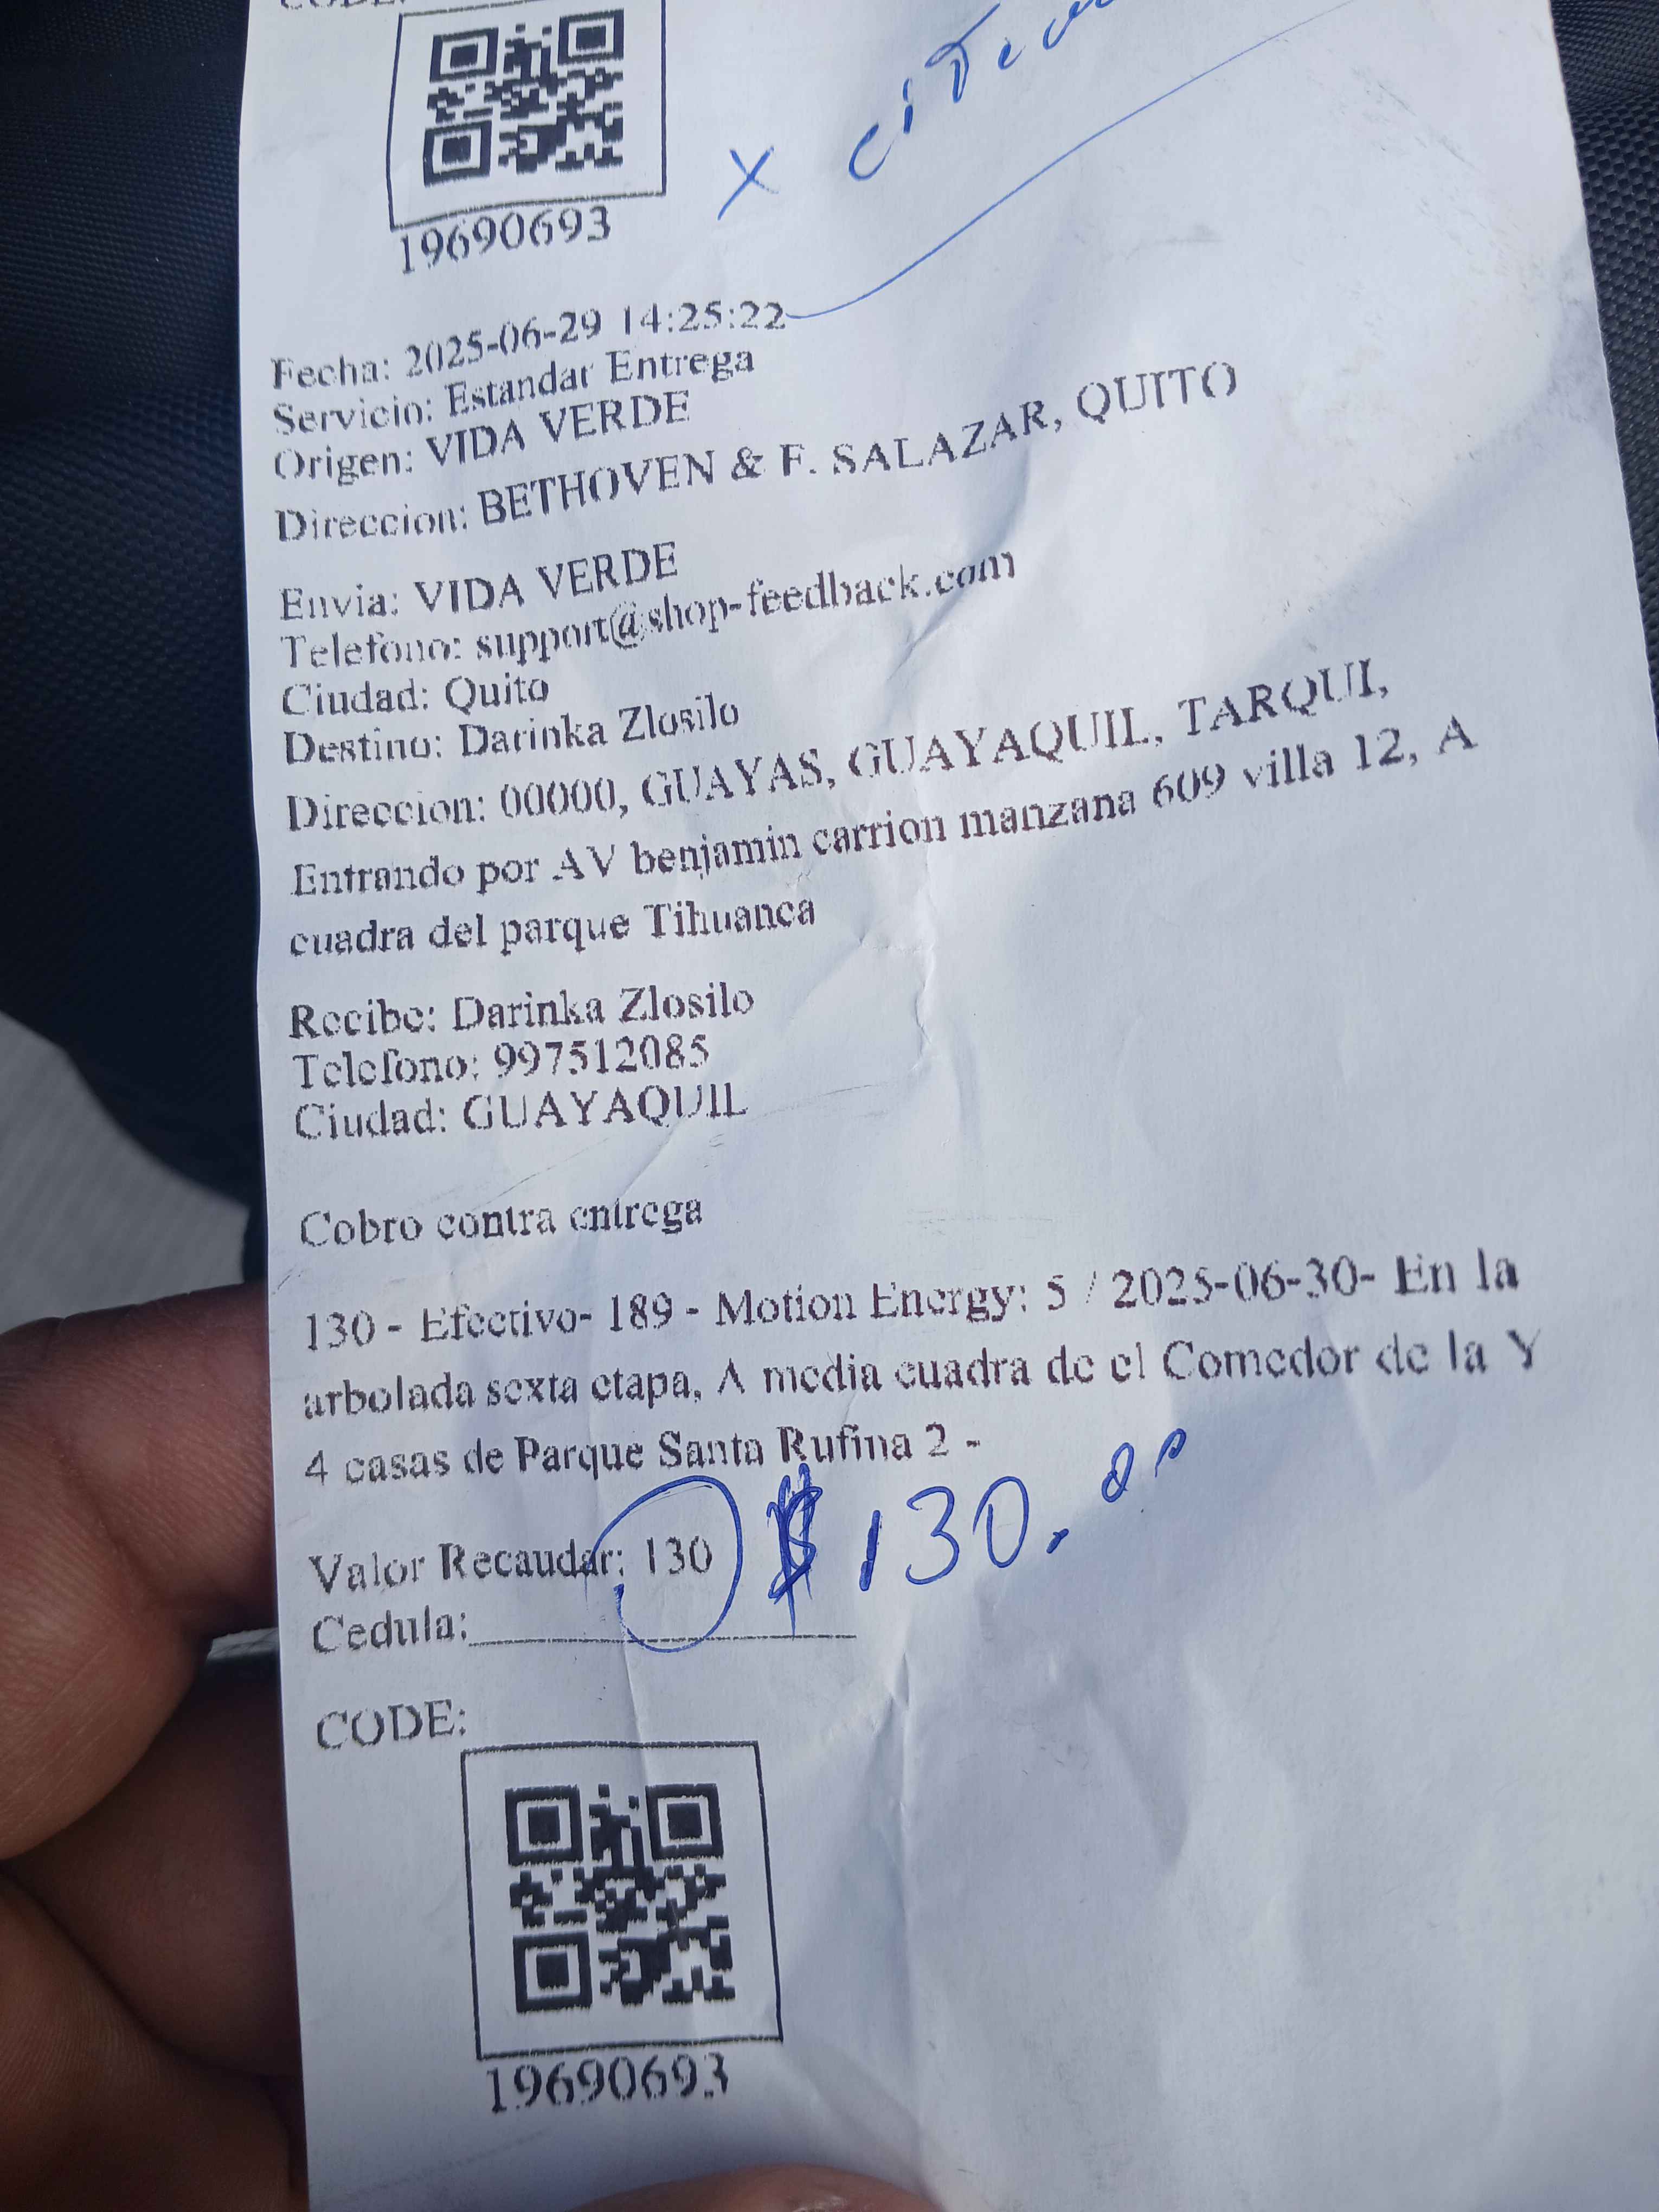 CODE:
19690693
x
Fecha: 2025-06-29 14:25:22
Servicio: Estandar Entrega
Origen: VIDA VERDE
Direccion: BETHOVEN & F. SALAZAR, QUITO
Envia: VIDA VERDE
Telefono: support@shop-feedback.com
Ciudad: Quito
Destino: Darinka Zlosilo
Direccion: 00000, GUAYAS, GUAYAQUIL, TARQUI,
Entrando por AV benjamin carrion manzana 609 villa 12, A
cuadra del parque Tihuanca
Recibe: Darinka Zlosilo
Telefono: 997512085
Ciudad: GUAYAQUIL
Cobro contra entrega
130 - Efectivo- 189 - Motion Energy: 5 / 2025-06-30- En la
arbolada sexta etapa, A media cuadra de el Comedor de la Y
4 casas de Parque Santa Rufina 2 -
Valor Recaudar: 130 $ 130.00
Cedula:
CODE:
19690693